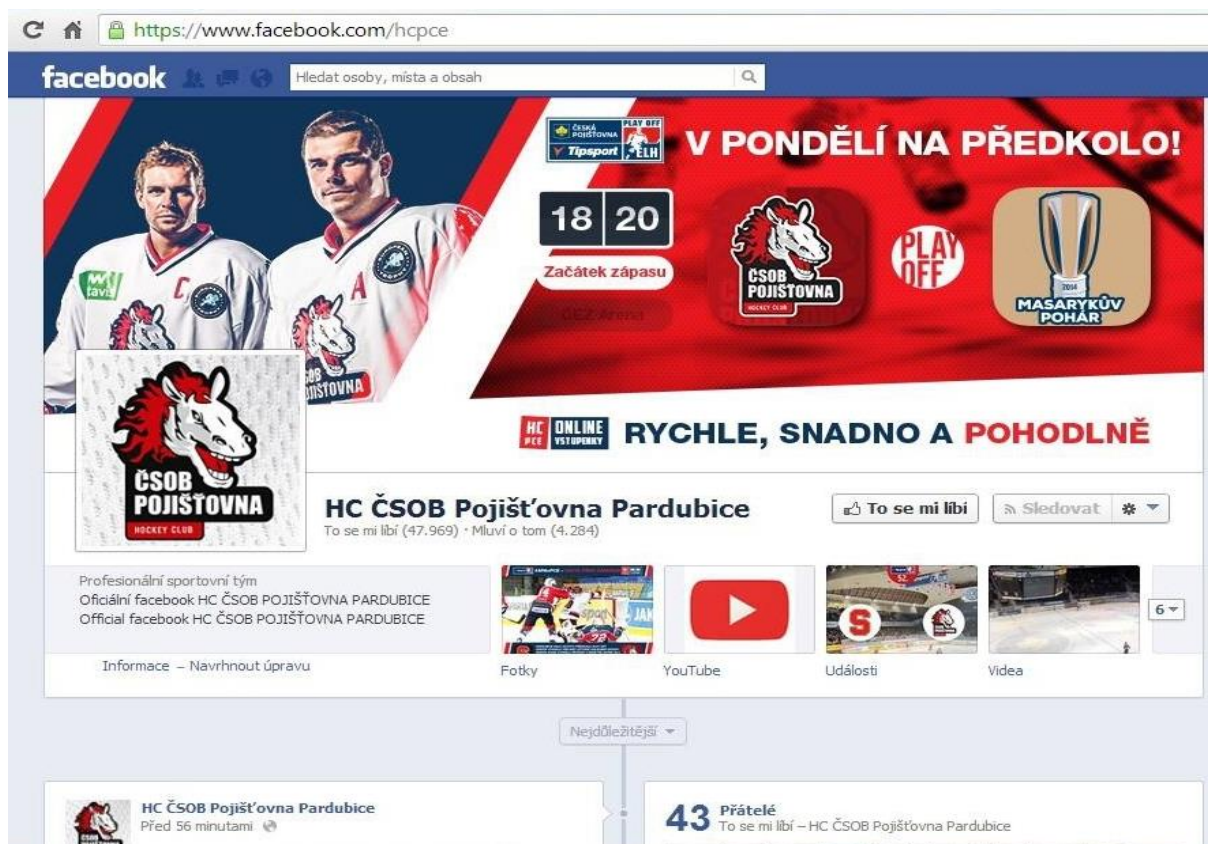 https://www.facebook.com/hcpce
facebook
Hledat osoby, místa a obsah
ČESKÁ POJIŠŤOVNA
Tipsport
PLAY OFF
ELH
V PONDĚLÍ NA PŘEDKOLO!
18 20
Začátek zápasu
ČEZ Arena
ČSOB
POJIŠŤOVNA
HOCKEY CLUB
PLAY
OFF
2014
MASARYKŮV
POHÁR
mk
tavis
C
A
HC PCE
ONLINE
VSTUPENKY
RYCHLE, SNADNO A POHODLNĚ
ČSOB
POJIŠŤOVNA
HOCKEY CLUB
HC ČSOB Pojišťovna Pardubice
To se mi líbí (47.969) · Mluví o tom (4.284)
To se mi líbí
Sledovat
Profesionální sportovní tým
Oficiální facebook HC ČSOB POJIŠŤOVNA PARDUBICE
Official facebook HC ČSOB POJIŠŤOVNA PARDUBICE
Informace – Navrhnout úpravu
S
6
Fotky
YouTube
Události
Videa
Nejdůležitější
HC ČSOB Pojišťovna Pardubice
Před 56 minutami
43 Přátelé
To se mi líbí – HC ČSOB Pojišťovna Pardubice